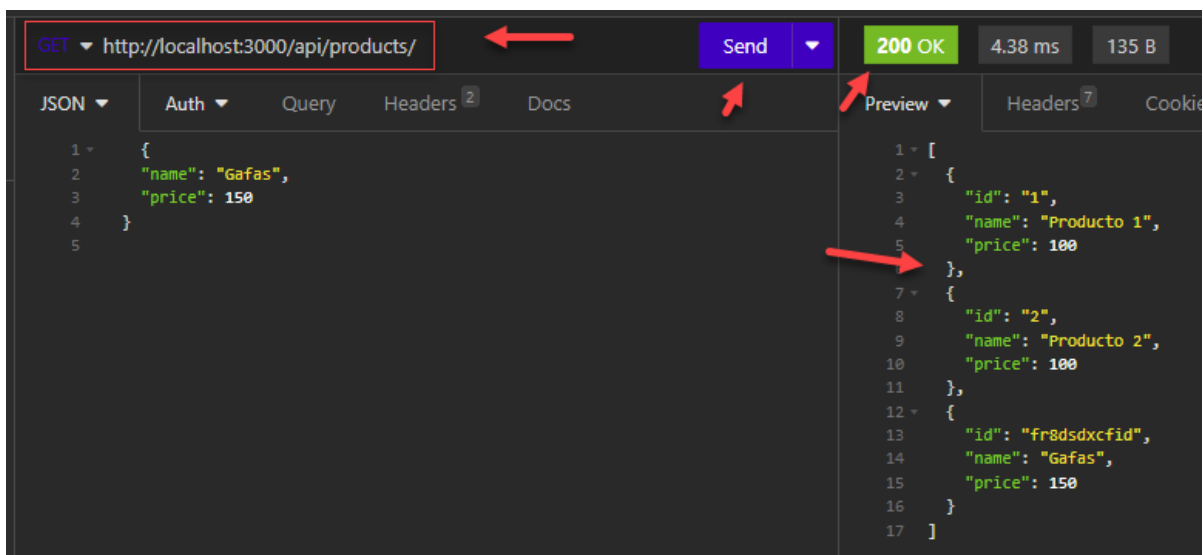 GET http://localhost:3000/api/products/ Send 200 OK 4.38 ms 135 B
JSON Auth Query Headers 2 Docs Preview Headers 7 Cookie
1 {
2 "name": "Gafas",
3 "price": 150
4 }
5
1 [
2 {
3 "id": "1",
4 "name": "Producto 1",
5 "price": 100
},
7 {
8 "id": "2",
9 "name": "Producto 2",
10 "price": 100
11 },
12 {
13 "id": "fr8dsdxcfid",
14 "name": "Gafas",
15 "price": 150
16 }
17 ]